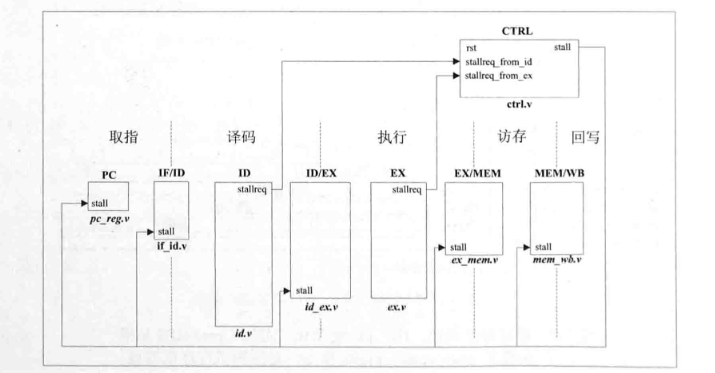 CTRL
rst stall
stallreq_from_id
stallreq_from_ex
ctrl.v
取指 译码 执行 访存 回写
PC IF/ID ID ID/EX EX EX/MEM MEM/WB
stallreq stallreq
stall
pc_reg.v
stall
if_id.v
stall
ex_mem.v
stall
mem_wb.v
stall
id_ex.v
ex.v
id.v